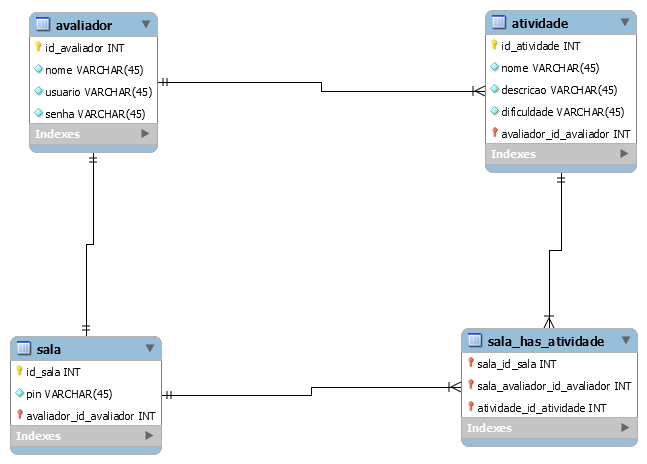 avaliador
id_avaliador INT
nome VARCHAR(45)
usuario VARCHAR(45)
senha VARCHAR(45)
Indexes
atividade
id_atividade INT
nome VARCHAR(45)
descricao VARCHAR(45)
dificuldade VARCHAR(45)
avaliador_id_avaliador INT
Indexes
sala
id_sala INT
pin VARCHAR(45)
avaliador_id_avaliador INT
Indexes
sala_has_atividade
sala_id_sala INT
sala_avaliador_id_avaliador INT
atividade_id_atividade INT
Indexes